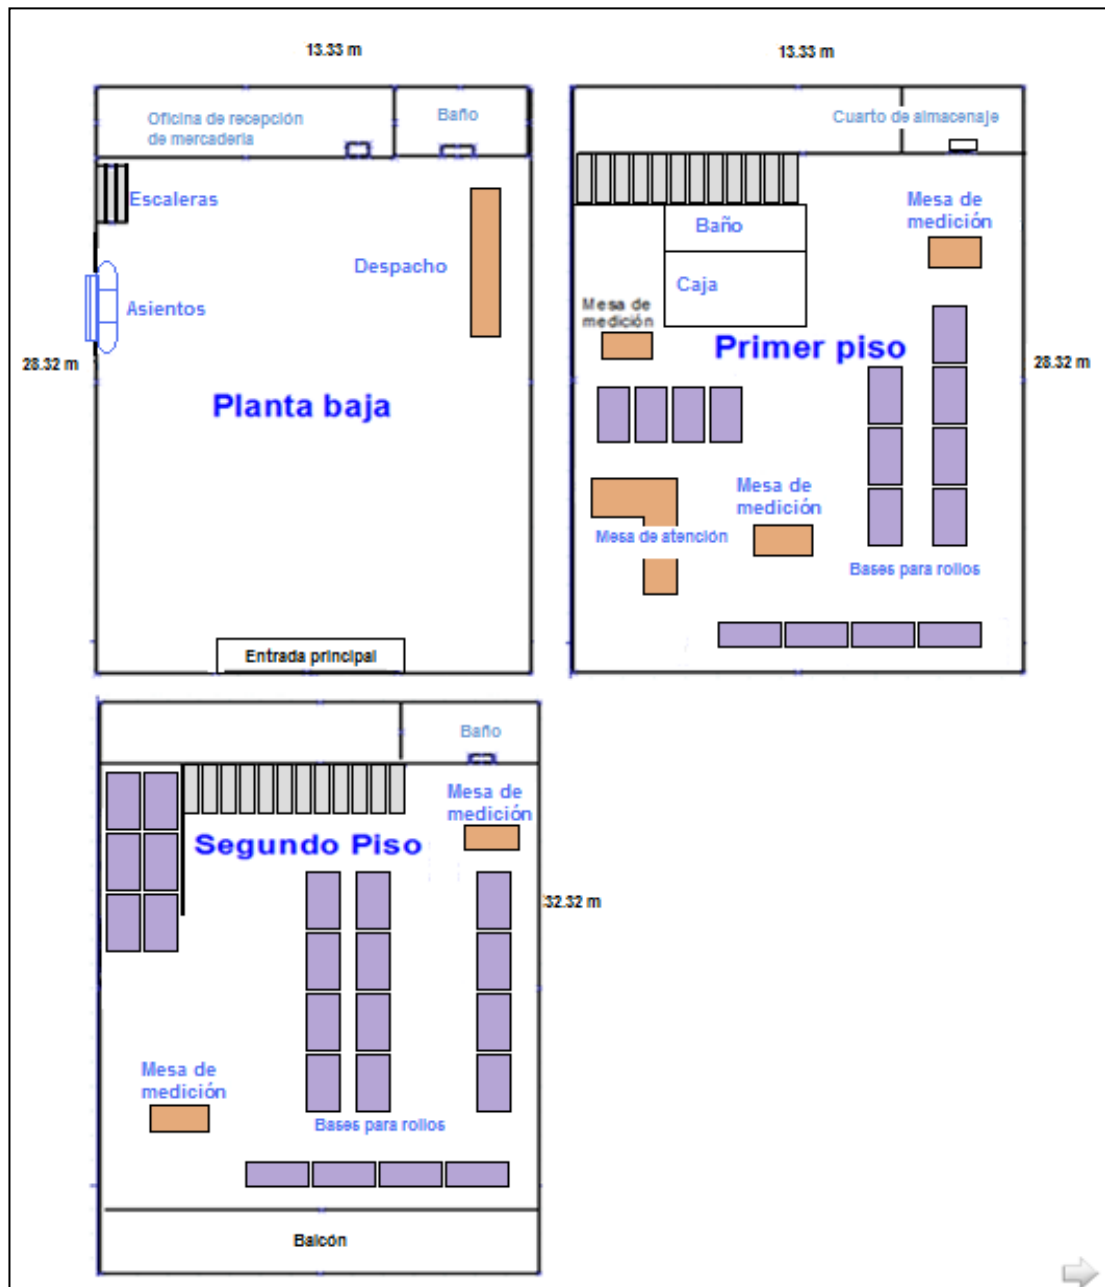 13.33 m
Oficina de recepción
de mercadería
Baño
Escaleras
Despacho
Asientos
28.32 m
Planta baja
Entrada principal
13.33 m
Cuarto de almacenaje
Mesa de
medición
Baño
Caja
Mesa de
medición
Primer piso
28.32 m
Mesa de
medición
Mesa de atención
Bases para rollos
Baño
Mesa de
medición
Segundo Piso
32.32 m
Mesa de
medición
Bases para rollos
Balcón